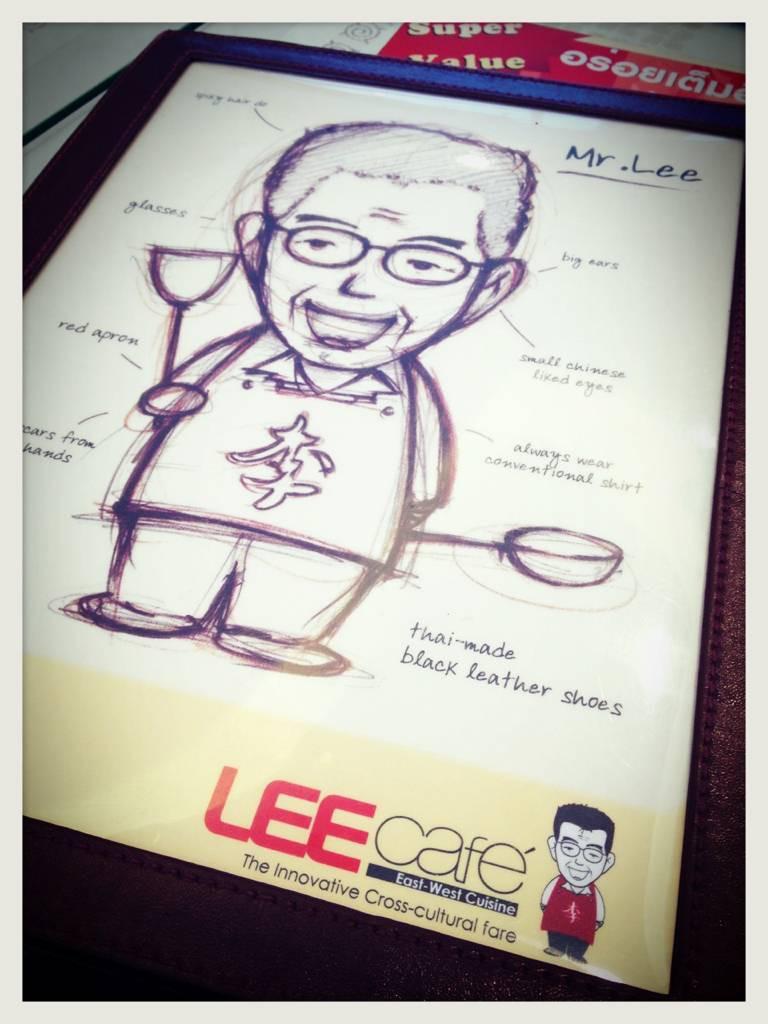 Super
Value
อร่อยเต็ม
Mr. Lee
spiky hair do
glasses
big ears
red apron
small chinese
liked eyes
scars from
hands
always wear
conventional shirt
李
thai-made
black leather shoes
LEE café
East-West Cuisine
The Innovative Cross-cultural fare
李